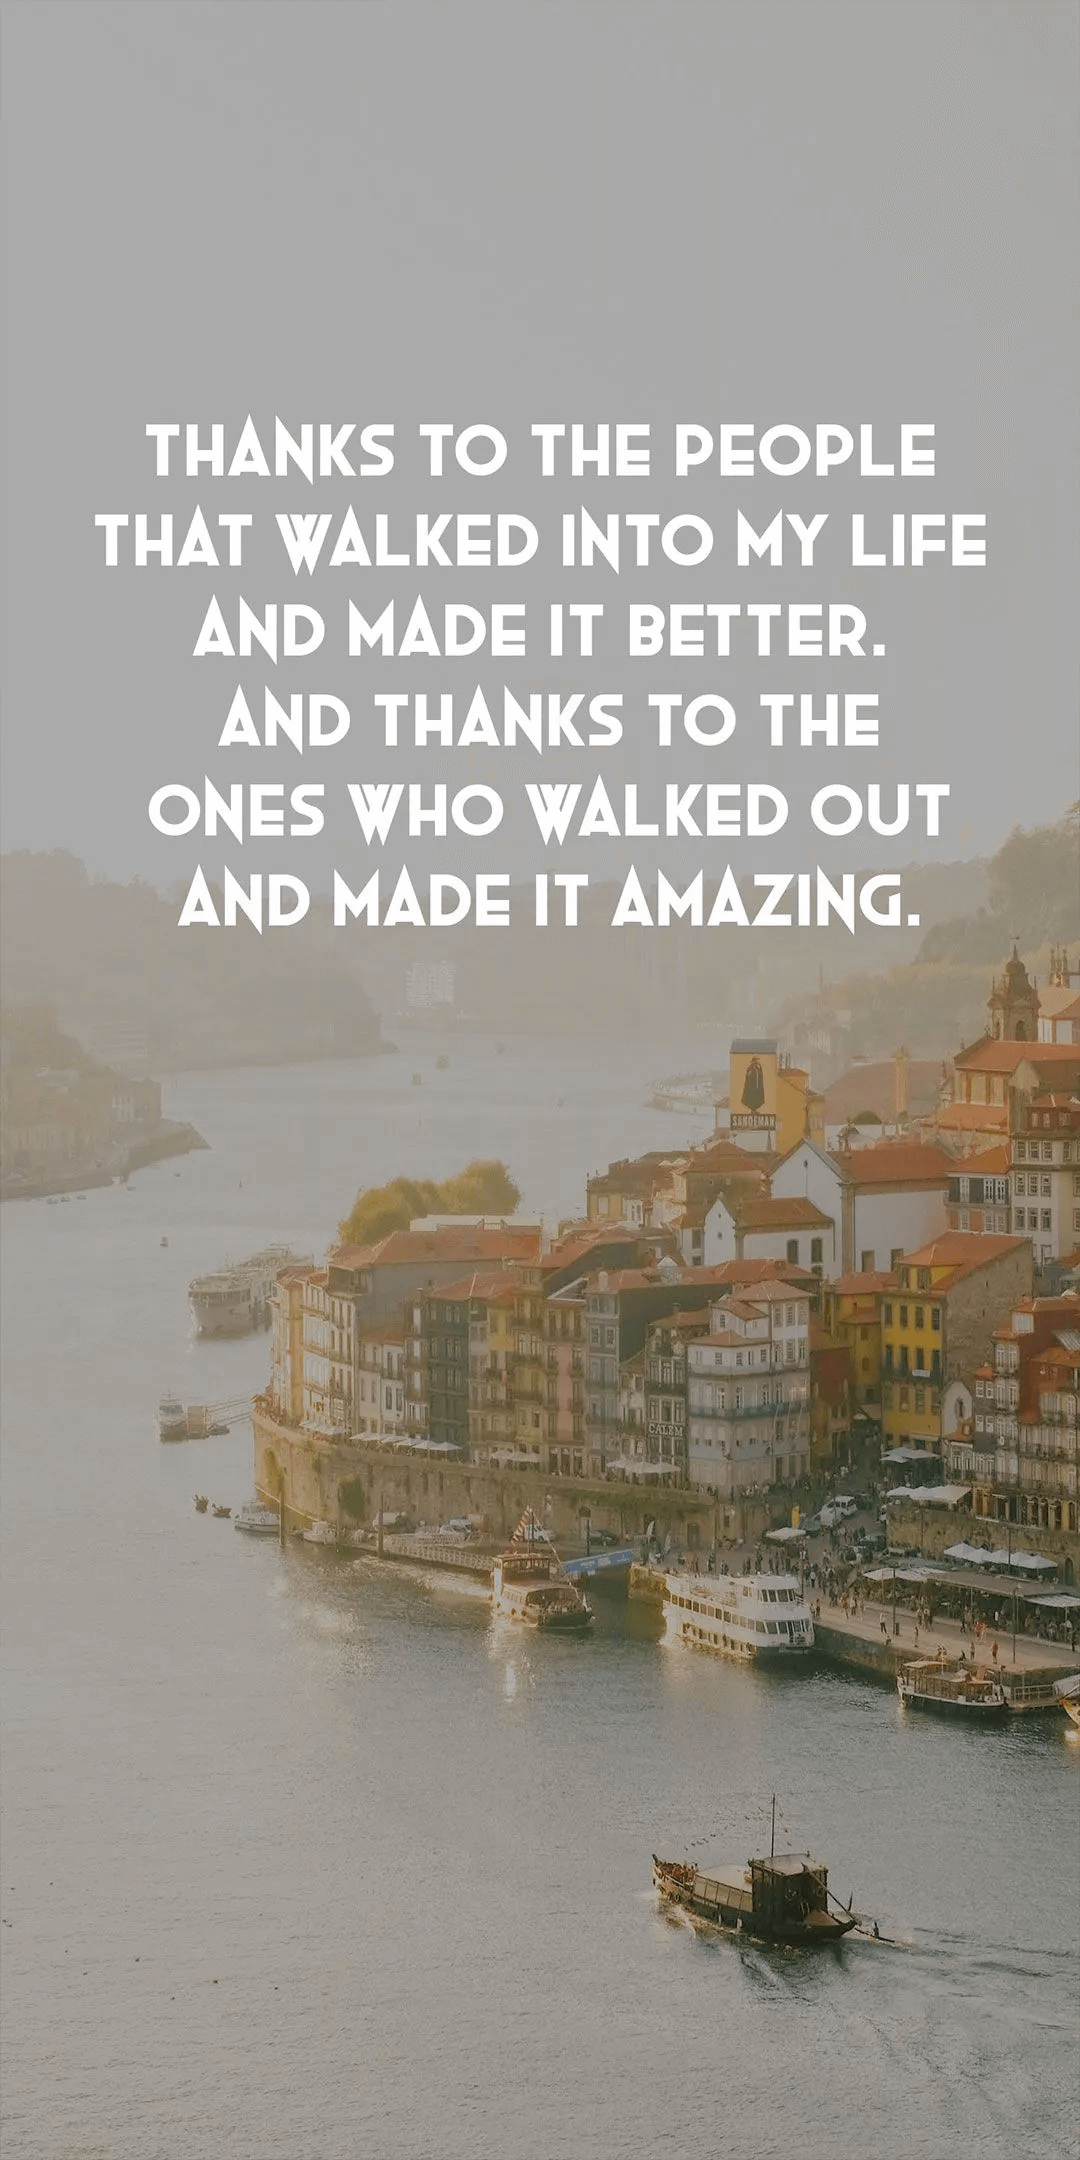 THANKS TO THE PEOPLE
THAT WALKED INTO MY LIFE
AND MADE IT BETTER.
AND THANKS TO THE
ONES WHO WALKED OUT
AND MADE IT AMAZING.
SANDEMAN
CALEM